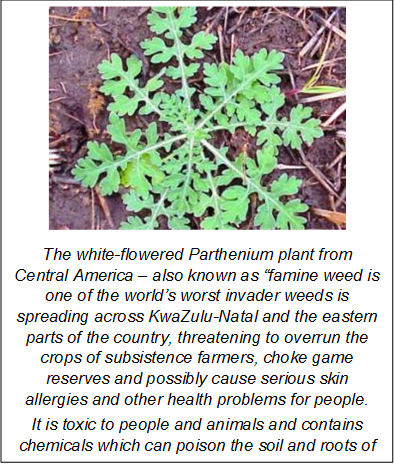 The white-flowered Parthenium plant from
Central America – also known as “famine weed is
one of the world’s worst invader weeds is
spreading across KwaZulu-Natal and the eastern
parts of the country, threatening to overrun the
crops of subsistence farmers, choke game
reserves and possibly cause serious skin
allergies and other health problems for people.
It is toxic to people and animals and contains
chemicals which can poison the soil and roots of